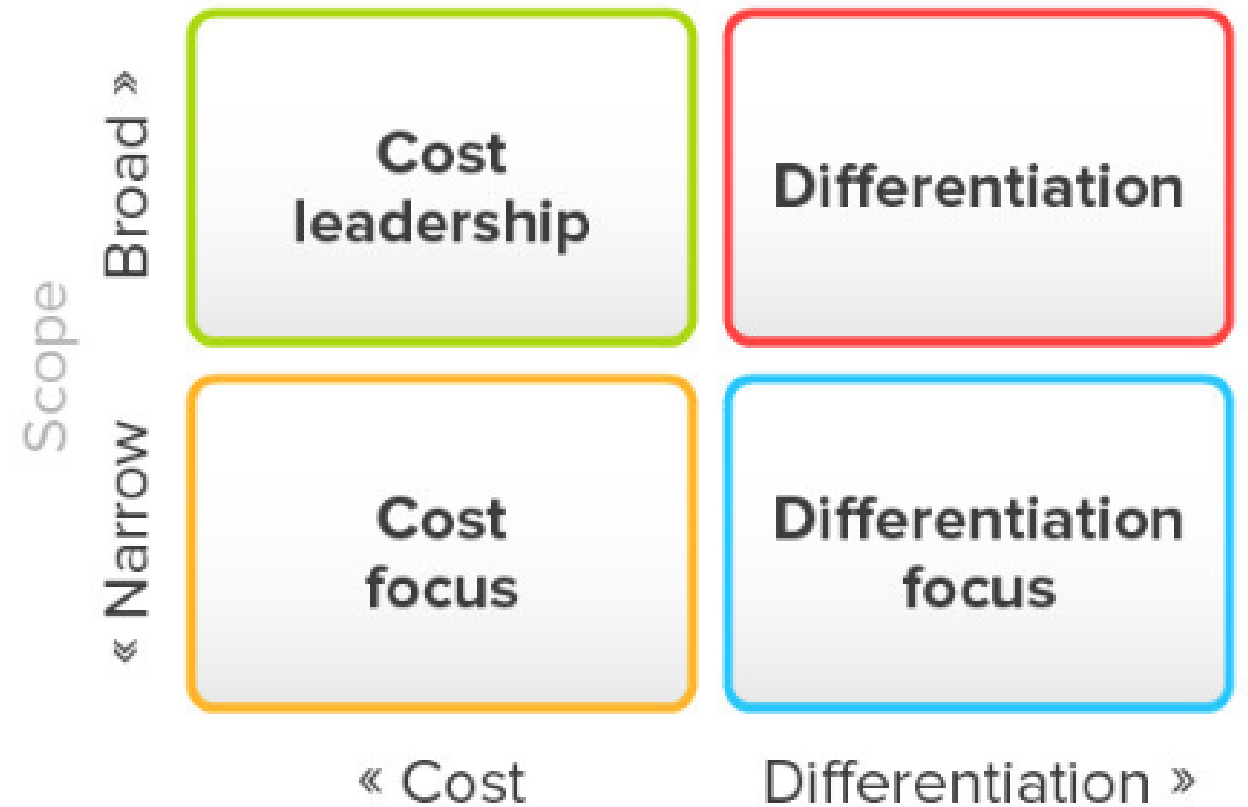 Scope
Broad »
« Narrow
Cost
leadership
Differentiation
Cost
focus
Differentiation
focus
« Cost
Differentiation »